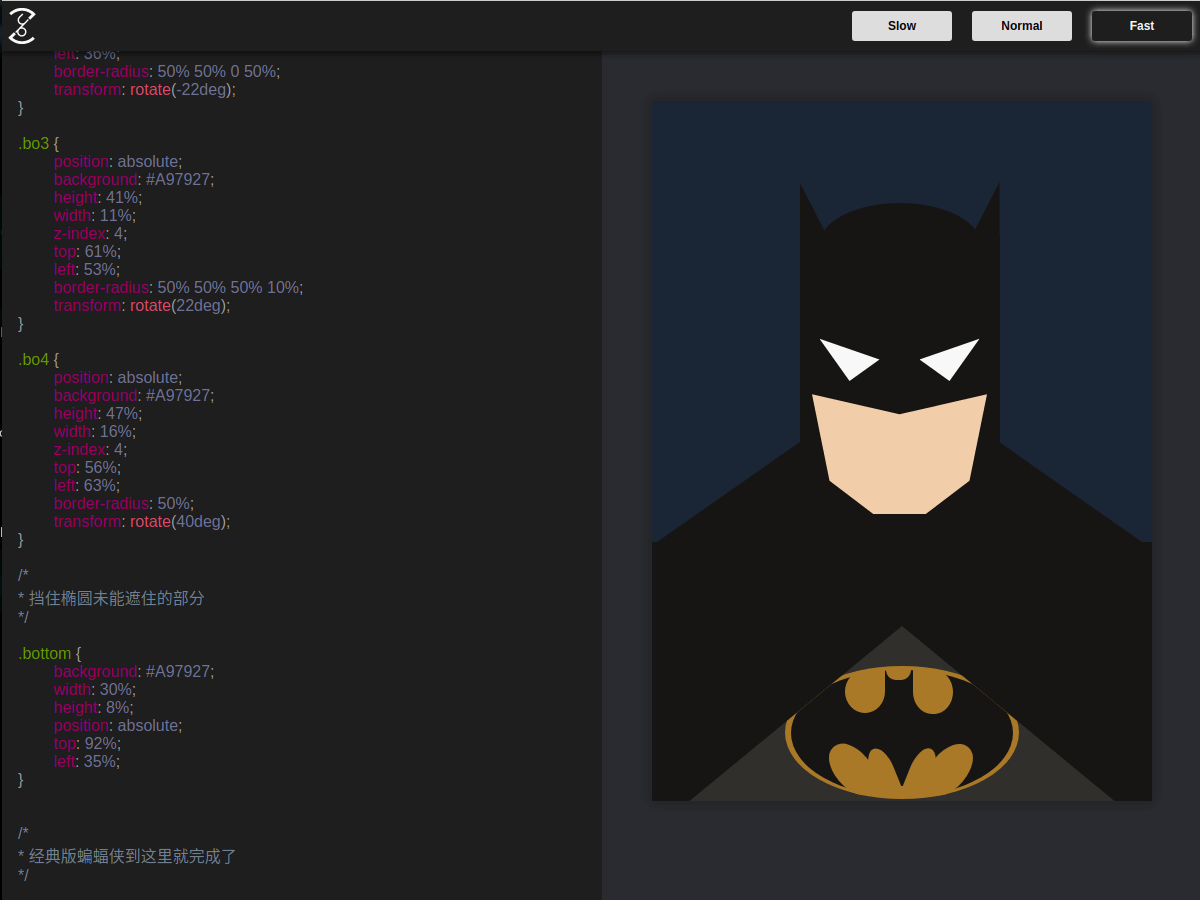 Slow
Normal
Fast
left: 36%;
border-radius: 50% 50% 0 50%;
transform: rotate(-22deg);
}
.bo3 {
position: absolute;
background: #A97927;
height: 41%;
width: 11%;
z-index: 4;
top: 61%;
left: 53%;
border-radius: 50% 50% 50% 10%;
transform: rotate(22deg);
}
.bo4 {
position: absolute;
background: #A97927;
height: 47%;
width: 16%;
z-index: 4;
top: 56%;
left: 63%;
border-radius: 50%;
transform: rotate(40deg);
}
/*
* 挡住椭圆未能遮住的部分
*/
.bottom {
background: #A97927;
width: 30%;
height: 8%;
position: absolute;
top: 92%;
left: 35%;
}
/*
* 经典版蝙蝠侠到这里就完成了
*/